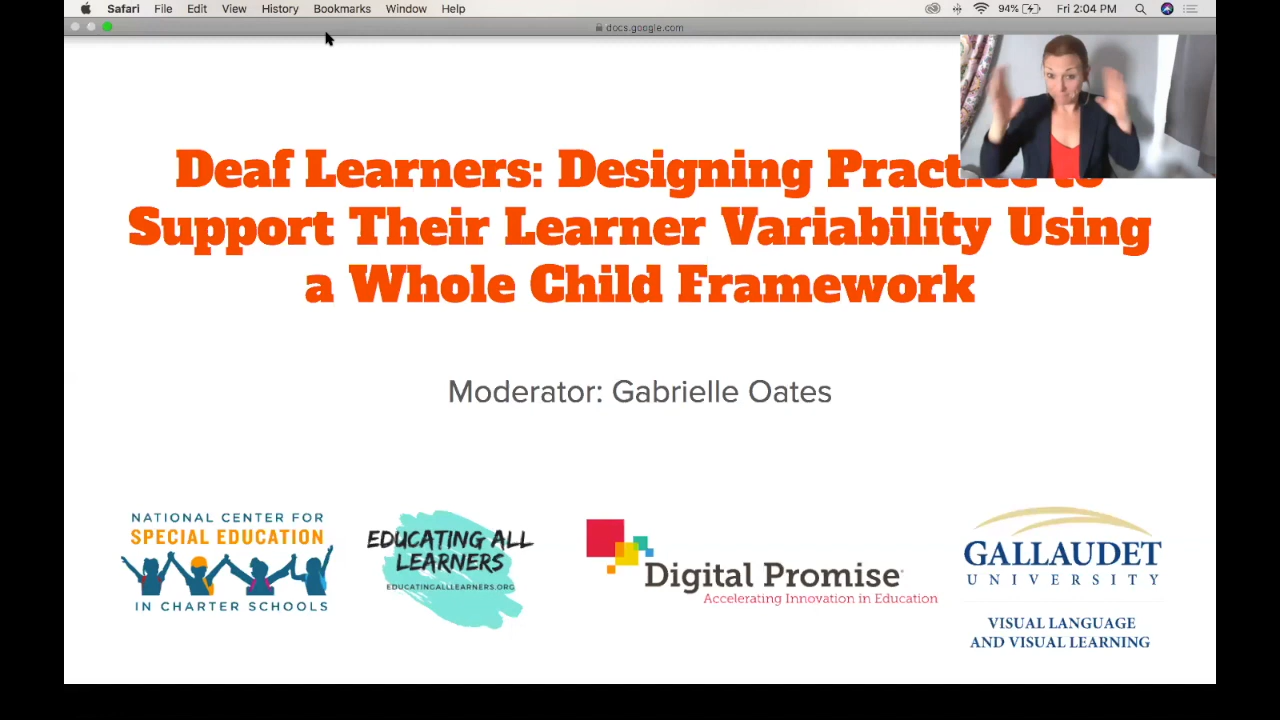 Safari File Edit View History Bookmarks Window Help 94% Fri 2:04 PM
docs.google.com
Deaf Learners: Designing Practice to
Support Their Learner Variability Using
a Whole Child Framework
Moderator: Gabrielle Oates
NATIONAL CENTER FOR
SPECIAL EDUCATION
IN CHARTER SCHOOLS
EDUCATING ALL
LEARNERS
EDUCATINGALLLEARNERS.ORG
Digital Promise
Accelerating Innovation in Education
GALLAUDET
UNIVERSITY
VISUAL LANGUAGE
AND VISUAL LEARNING